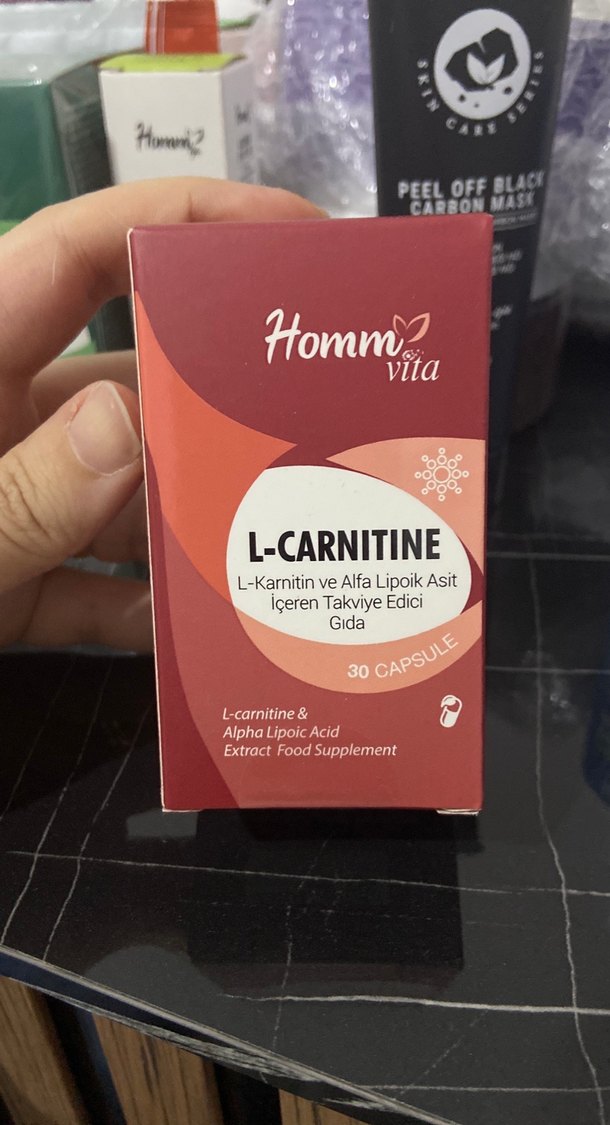 Homm
SKIN CARE SERIES
PEEL OFF BLACK
CARBON MASK
Homm
vita
L-CARNITINE
L-Karnitin ve Alfa Lipoik Asit
İçeren Takviye Edici
Gıda
30 CAPSULE
L-carnitine &
Alpha Lipoic Acid
Extract Food Supplement